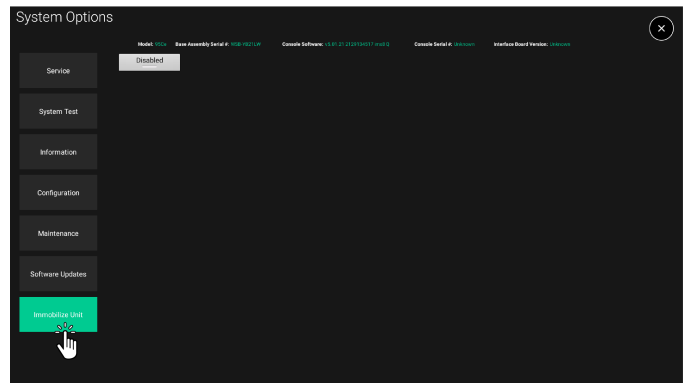 System Options
Model: 95Ce Base Assembly Serial #: Console Software: Console Serial #: Unknown Interface Board Version: Unknown
Disabled
Service
System Test
Information
Configuration
Maintenance
Software Updates
Immobilize Unit